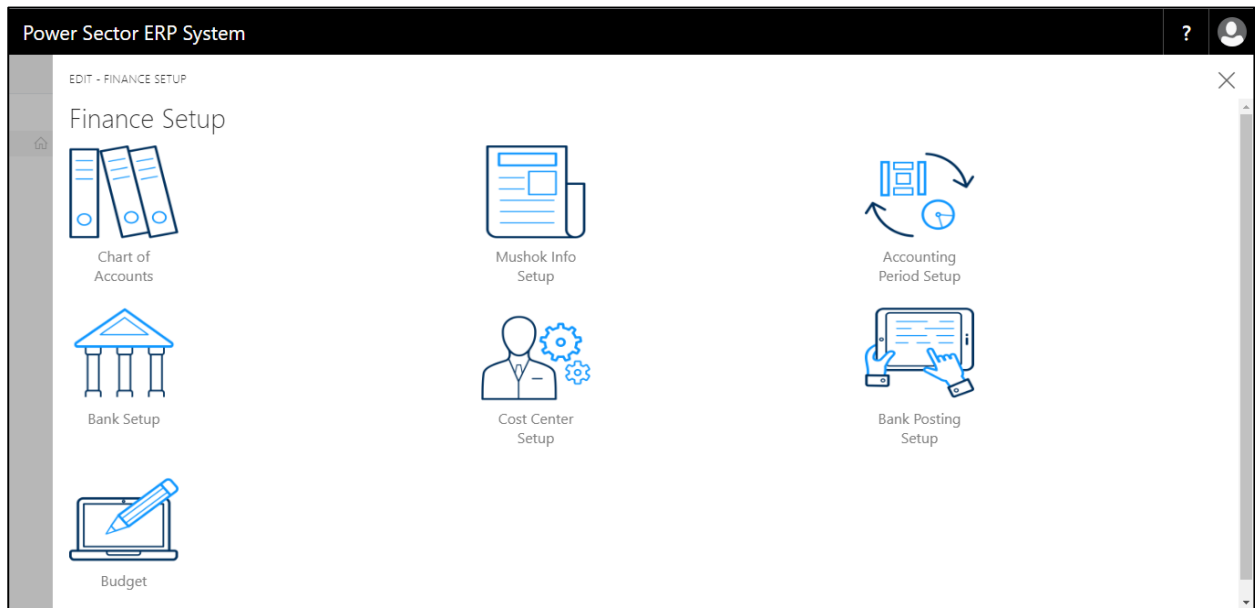 Power Sector ERP System
?
EDIT - FINANCE SETUP
Finance Setup
Chart of
Accounts
Mushok Info
Setup
Accounting
Period Setup
Bank Setup
Cost Center
Setup
Bank Posting
Setup
Budget